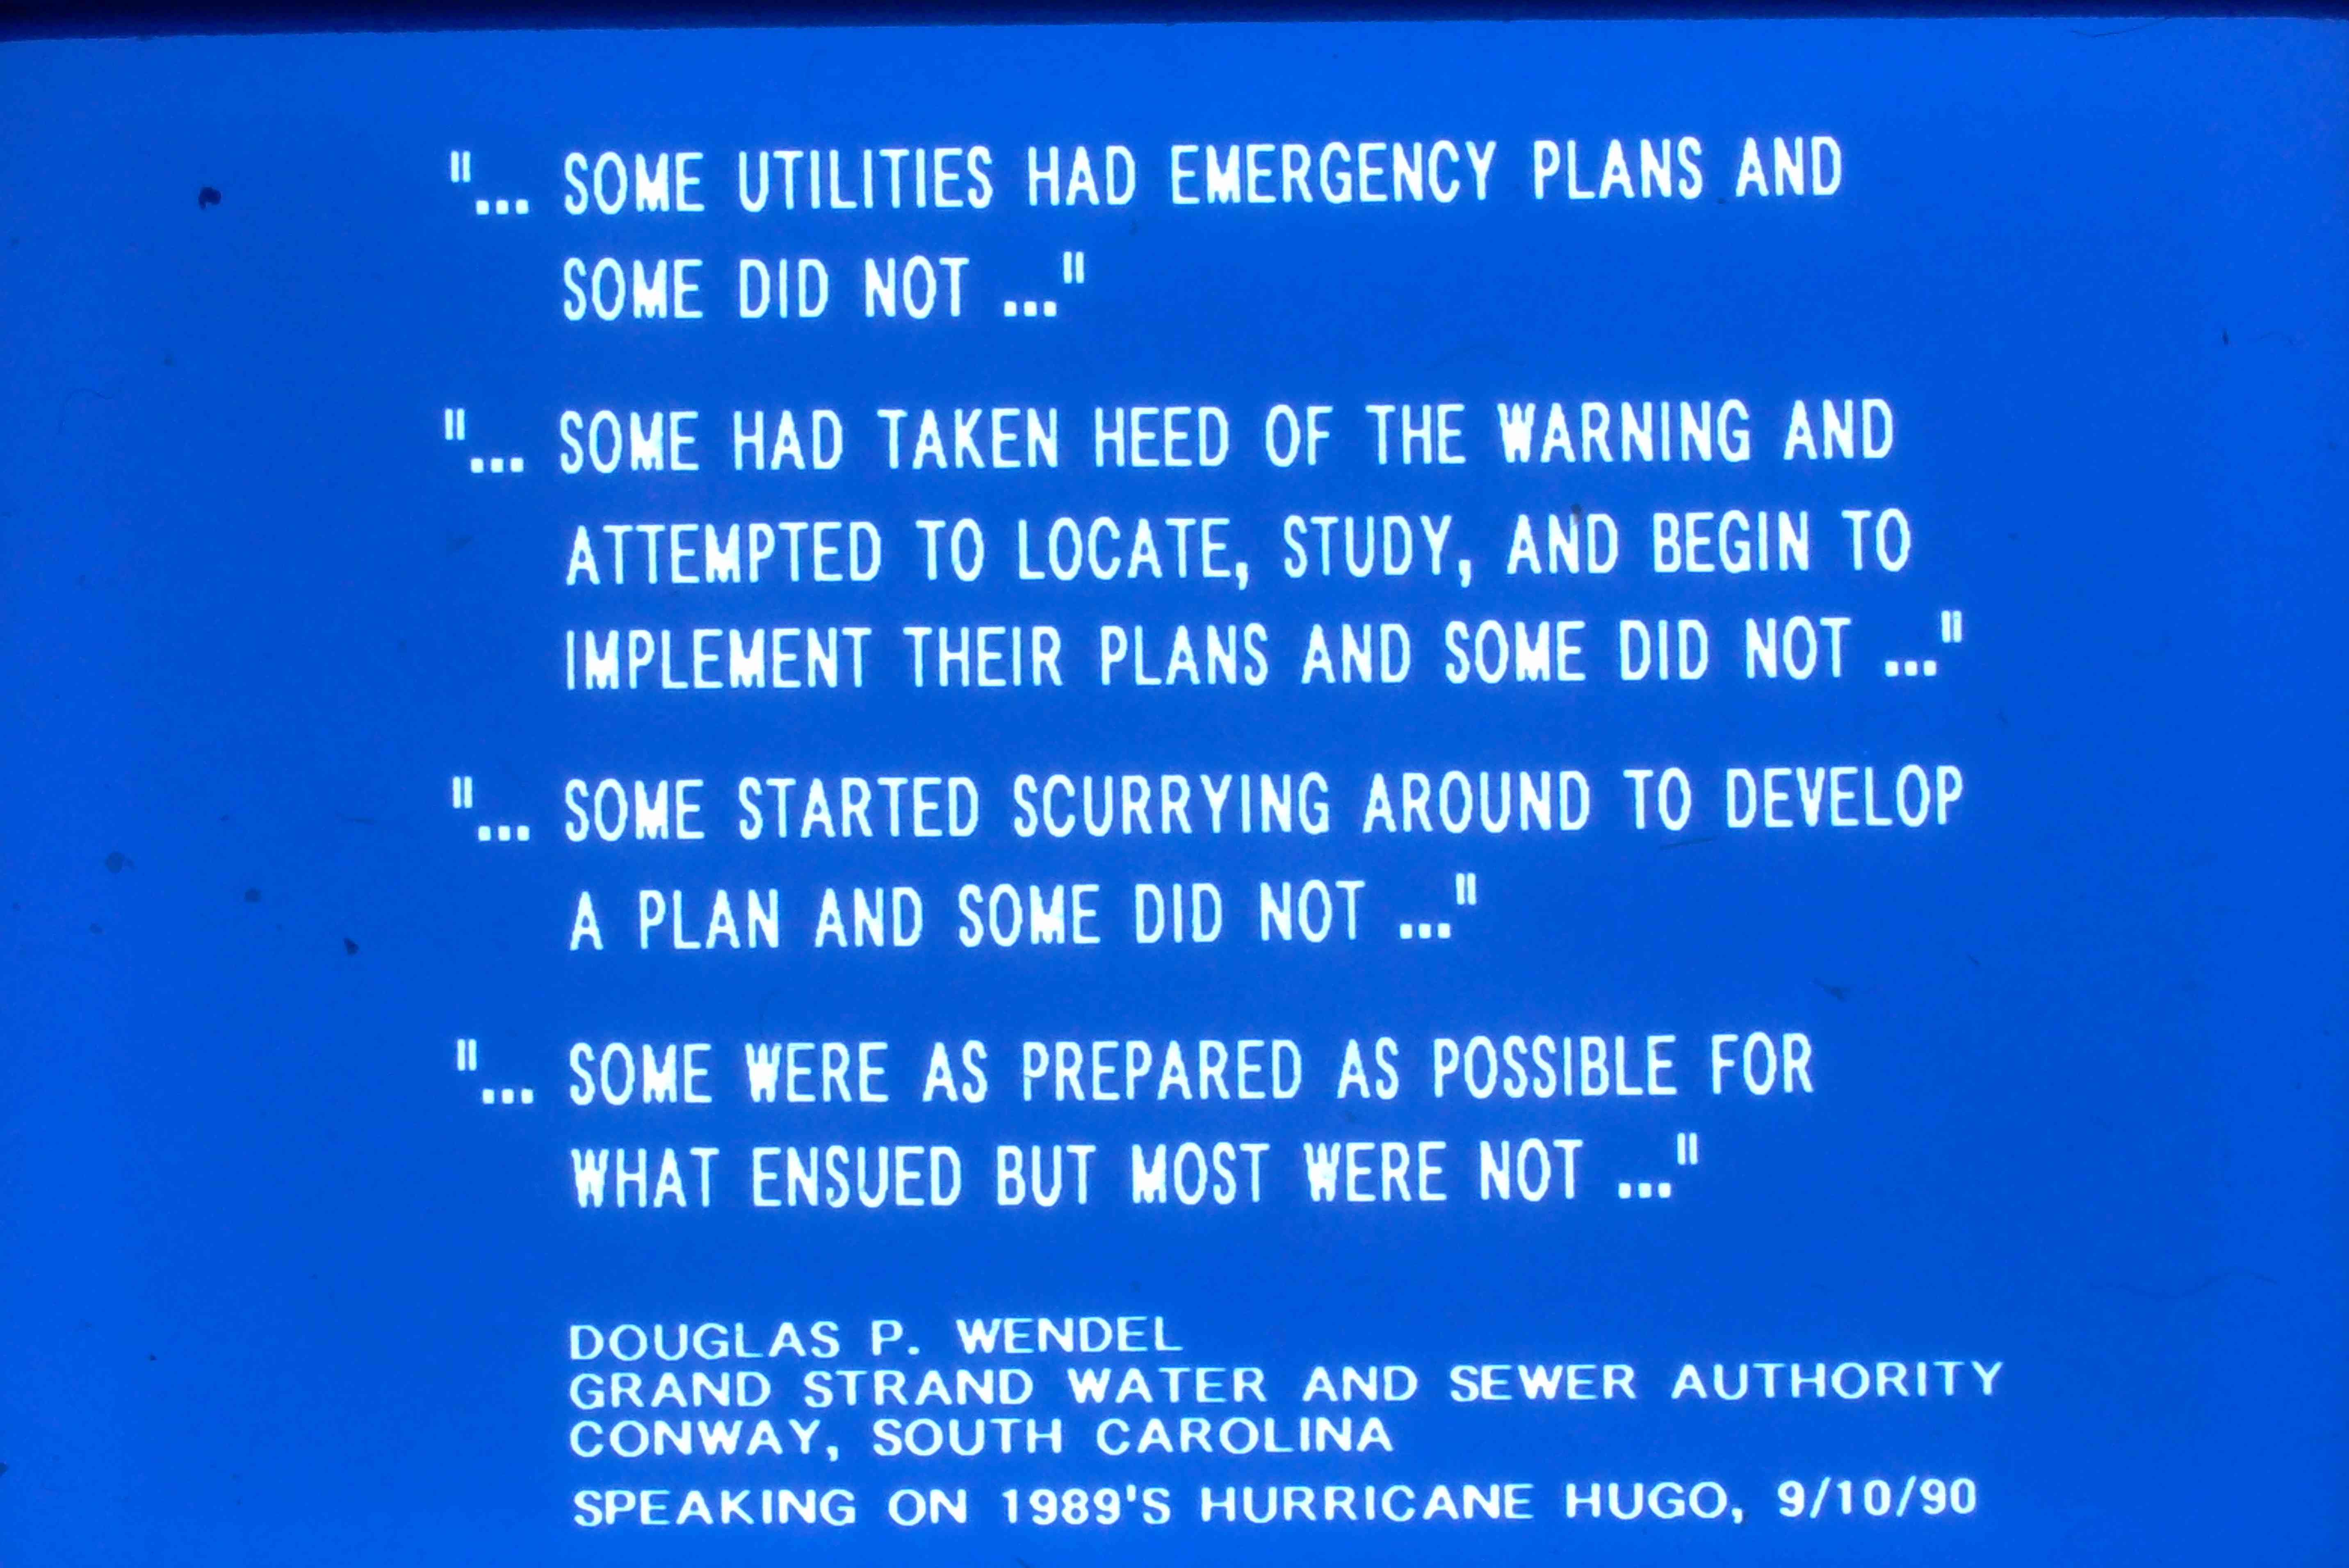 "... SOME UTILITIES HAD EMERGENCY PLANS AND
SOME DID NOT ..."
"... SOME HAD TAKEN HEED OF THE WARNING AND
ATTEMPTED TO LOCATE, STUDY, AND BEGIN TO
IMPLEMENT THEIR PLANS AND SOME DID NOT ..."
"... SOME STARTED SCURRYING AROUND TO DEVELOP
A PLAN AND SOME DID NOT ..."
"... SOME WERE AS PREPARED AS POSSIBLE FOR
WHAT ENSUED BUT MOST WERE NOT ..."
DOUGLAS P. WENDEL
GRAND STRAND WATER AND SEWER AUTHORITY
CONWAY, SOUTH CAROLINA
SPEAKING ON 1989'S HURRICANE HUGO, 9/10/90